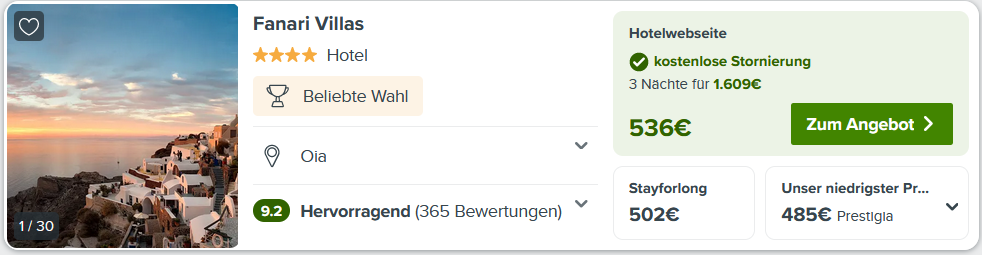 Fanari Villas
Hotel
Beliebte Wahl
Oia
9.2 Hervorragend (365 Bewertungen)
1 / 30
Hotelwebseite
kostenlose Stornierung
3 Nächte für 1.609€
536€
Zum Angebot
Stayforlong
502€
Unser niedrigster Pr...
485€ Prestigia